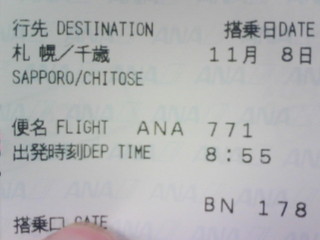 行先 DESTINATION 搭乗日DATE
札 幌／千歳 11月 8日
SAPPORO/CHITOSE
便名 FLIGHT ANA 771
出発時刻DEP TIME 8:55
BN 178
搭乗口 GATE